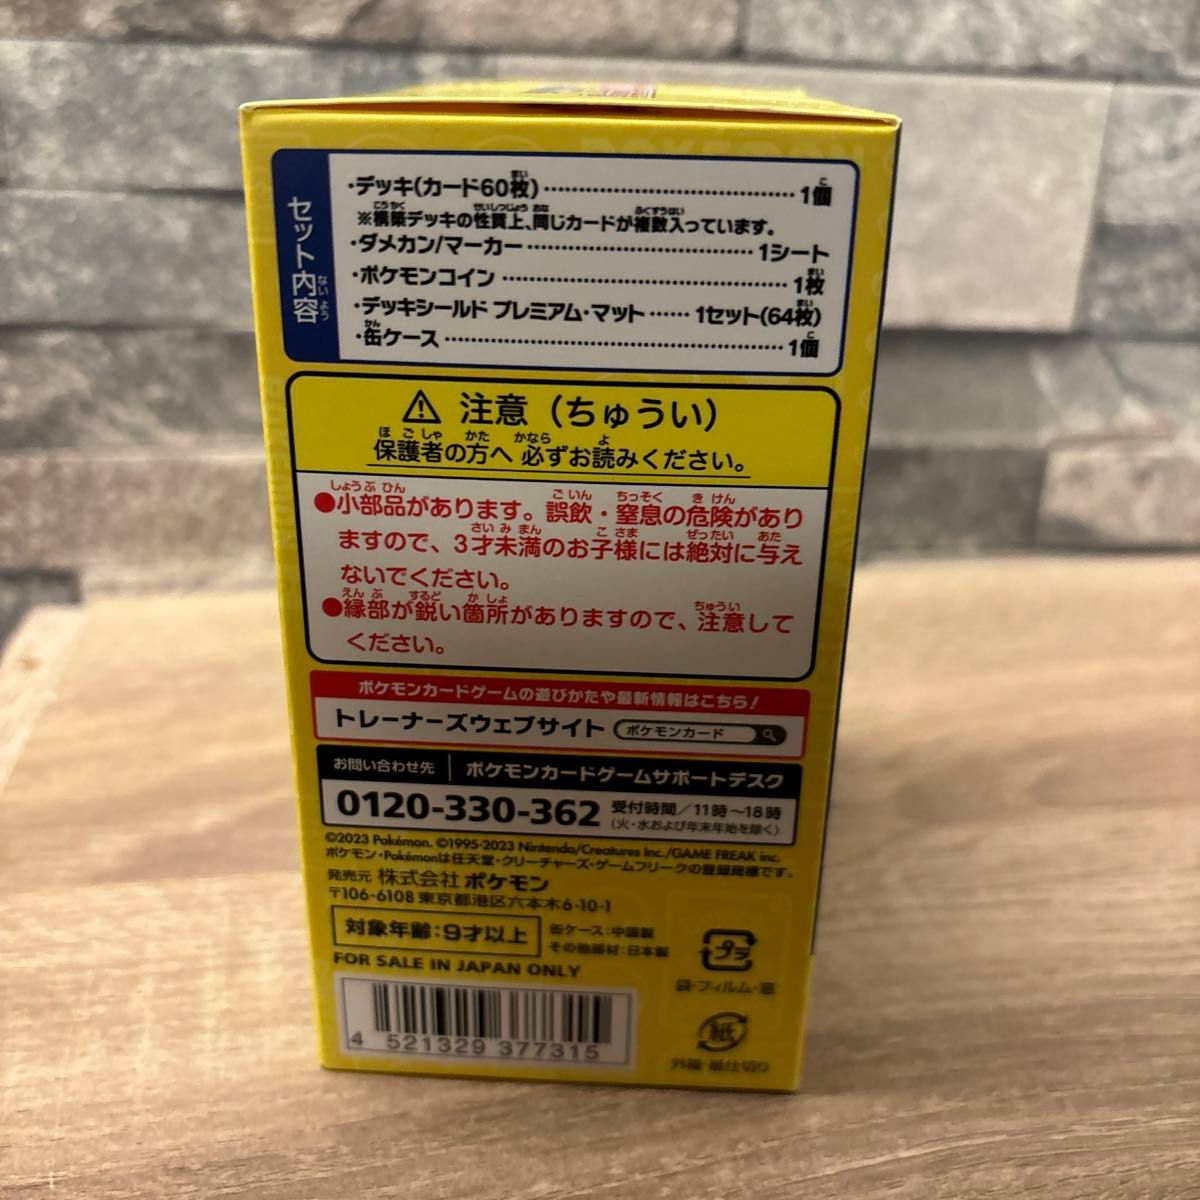 セット内容
・デッキ(カード60枚)……1個
※構築デッキの性質上、同じカードが複数入っています。
・ダメカン/マーカー……1シート
・ポケモンコイン……1枚
・デッキシールド プレミアム・マット……1セット(64枚)
・缶ケース……1個
注意(ちゅうい)
保護者の方へ 必ずお読みください。
●小部品があります。誤飲・窒息の危険があり
ますので、3才未満のお子様には絶対に与え
ないでください。
●縁部が鋭い箇所がありますので、注意して
ください。
ポケモンカードゲームの遊びかたや最新情報はこちら!
トレーナーズウェブサイト ポケモンカード
お問い合わせ先 ポケモンカードゲームサポートデスク
0120-330-362 受付時間/11時〜18時
(火・水および年末年始を除く)
©2023 Pokémon. ©1995-2023 Nintendo/Creatures Inc./GAME FREAK inc.
ポケモン・Pokémonは任天堂・クリーチャーズ・ゲームフリークの登録商標です。
発売元 株式会社 ポケモン
〒106-6108 東京都港区六本木6-10-1
対象年齢:9才以上
缶ケース:中国製
その他部材:日本製
FOR SALE IN JAPAN ONLY
プラ
袋・フィルム・窓
紙
外箱・紙仕切り
4 521329 377315